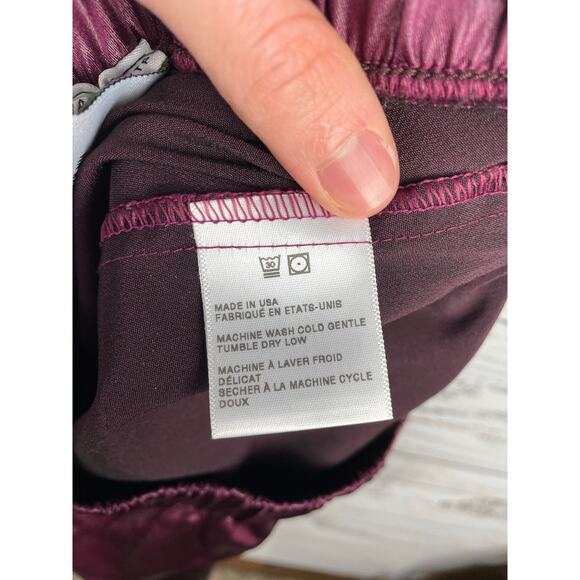 30
MADE IN USA
FABRIQUÉ EN ETATS-UNIS
MACHINE WASH COLD GENTLE
TUMBLE DRY LOW
MACHINE À LAVER FROID
DÉLICAT
SECHER À LA MACHINE CYCLE
DOUX